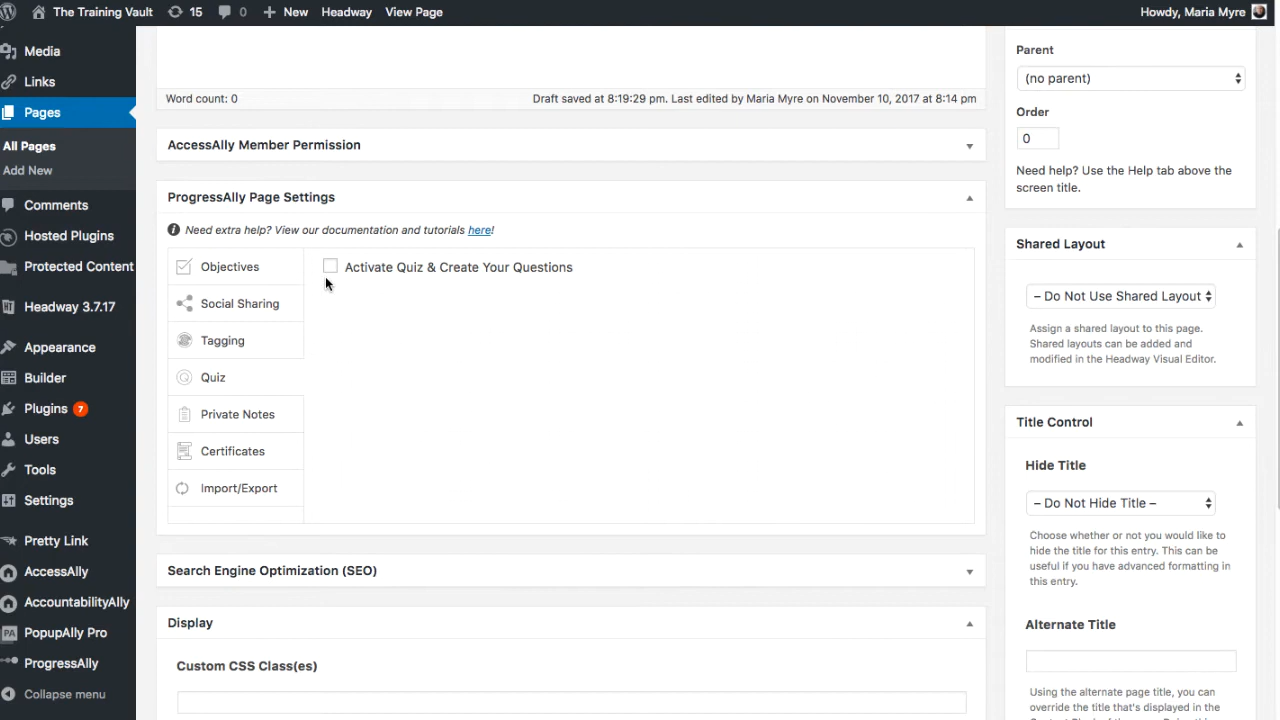 The Training Vault 15 0 New Headway View Page Howdy, Maria Myre
Media
Links
Pages
All Pages
Add New
Comments
Hosted Plugins
Protected Content
Headway 3.7.17
Appearance
Builder
Plugins 7
Users
Tools
Settings
Pretty Link
AccessAlly
AccountabilityAlly
PA PopupAlly Pro
ProgressAlly
Collapse menu
Word count: 0 Draft saved at 8:19:29 pm. Last edited by Maria Myre on November 10, 2017 at 8:14 pm
AccessAlly Member Permission
ProgressAlly Page Settings
Need extra help? View our documentation and tutorials here!
Objectives
Social Sharing
Tagging
Quiz
Private Notes
Certificates
Import/Export
Activate Quiz & Create Your Questions
Search Engine Optimization (SEO)
Display
Custom CSS Class(es)
Parent
(no parent)
Order
0
Need help? Use the Help tab above the
screen title.
Shared Layout
– Do Not Use Shared Layout
Assign a shared layout to this page.
Shared layouts can be added and
modified in the Headway Visual Editor.
Title Control
Hide Title
– Do Not Hide Title –
Choose whether or not you would like to
hide the title for this entry. This can be
useful if you have advanced formatting in
this entry.
Alternate Title
Using the alternate page title, you can
override the title that's displayed in the